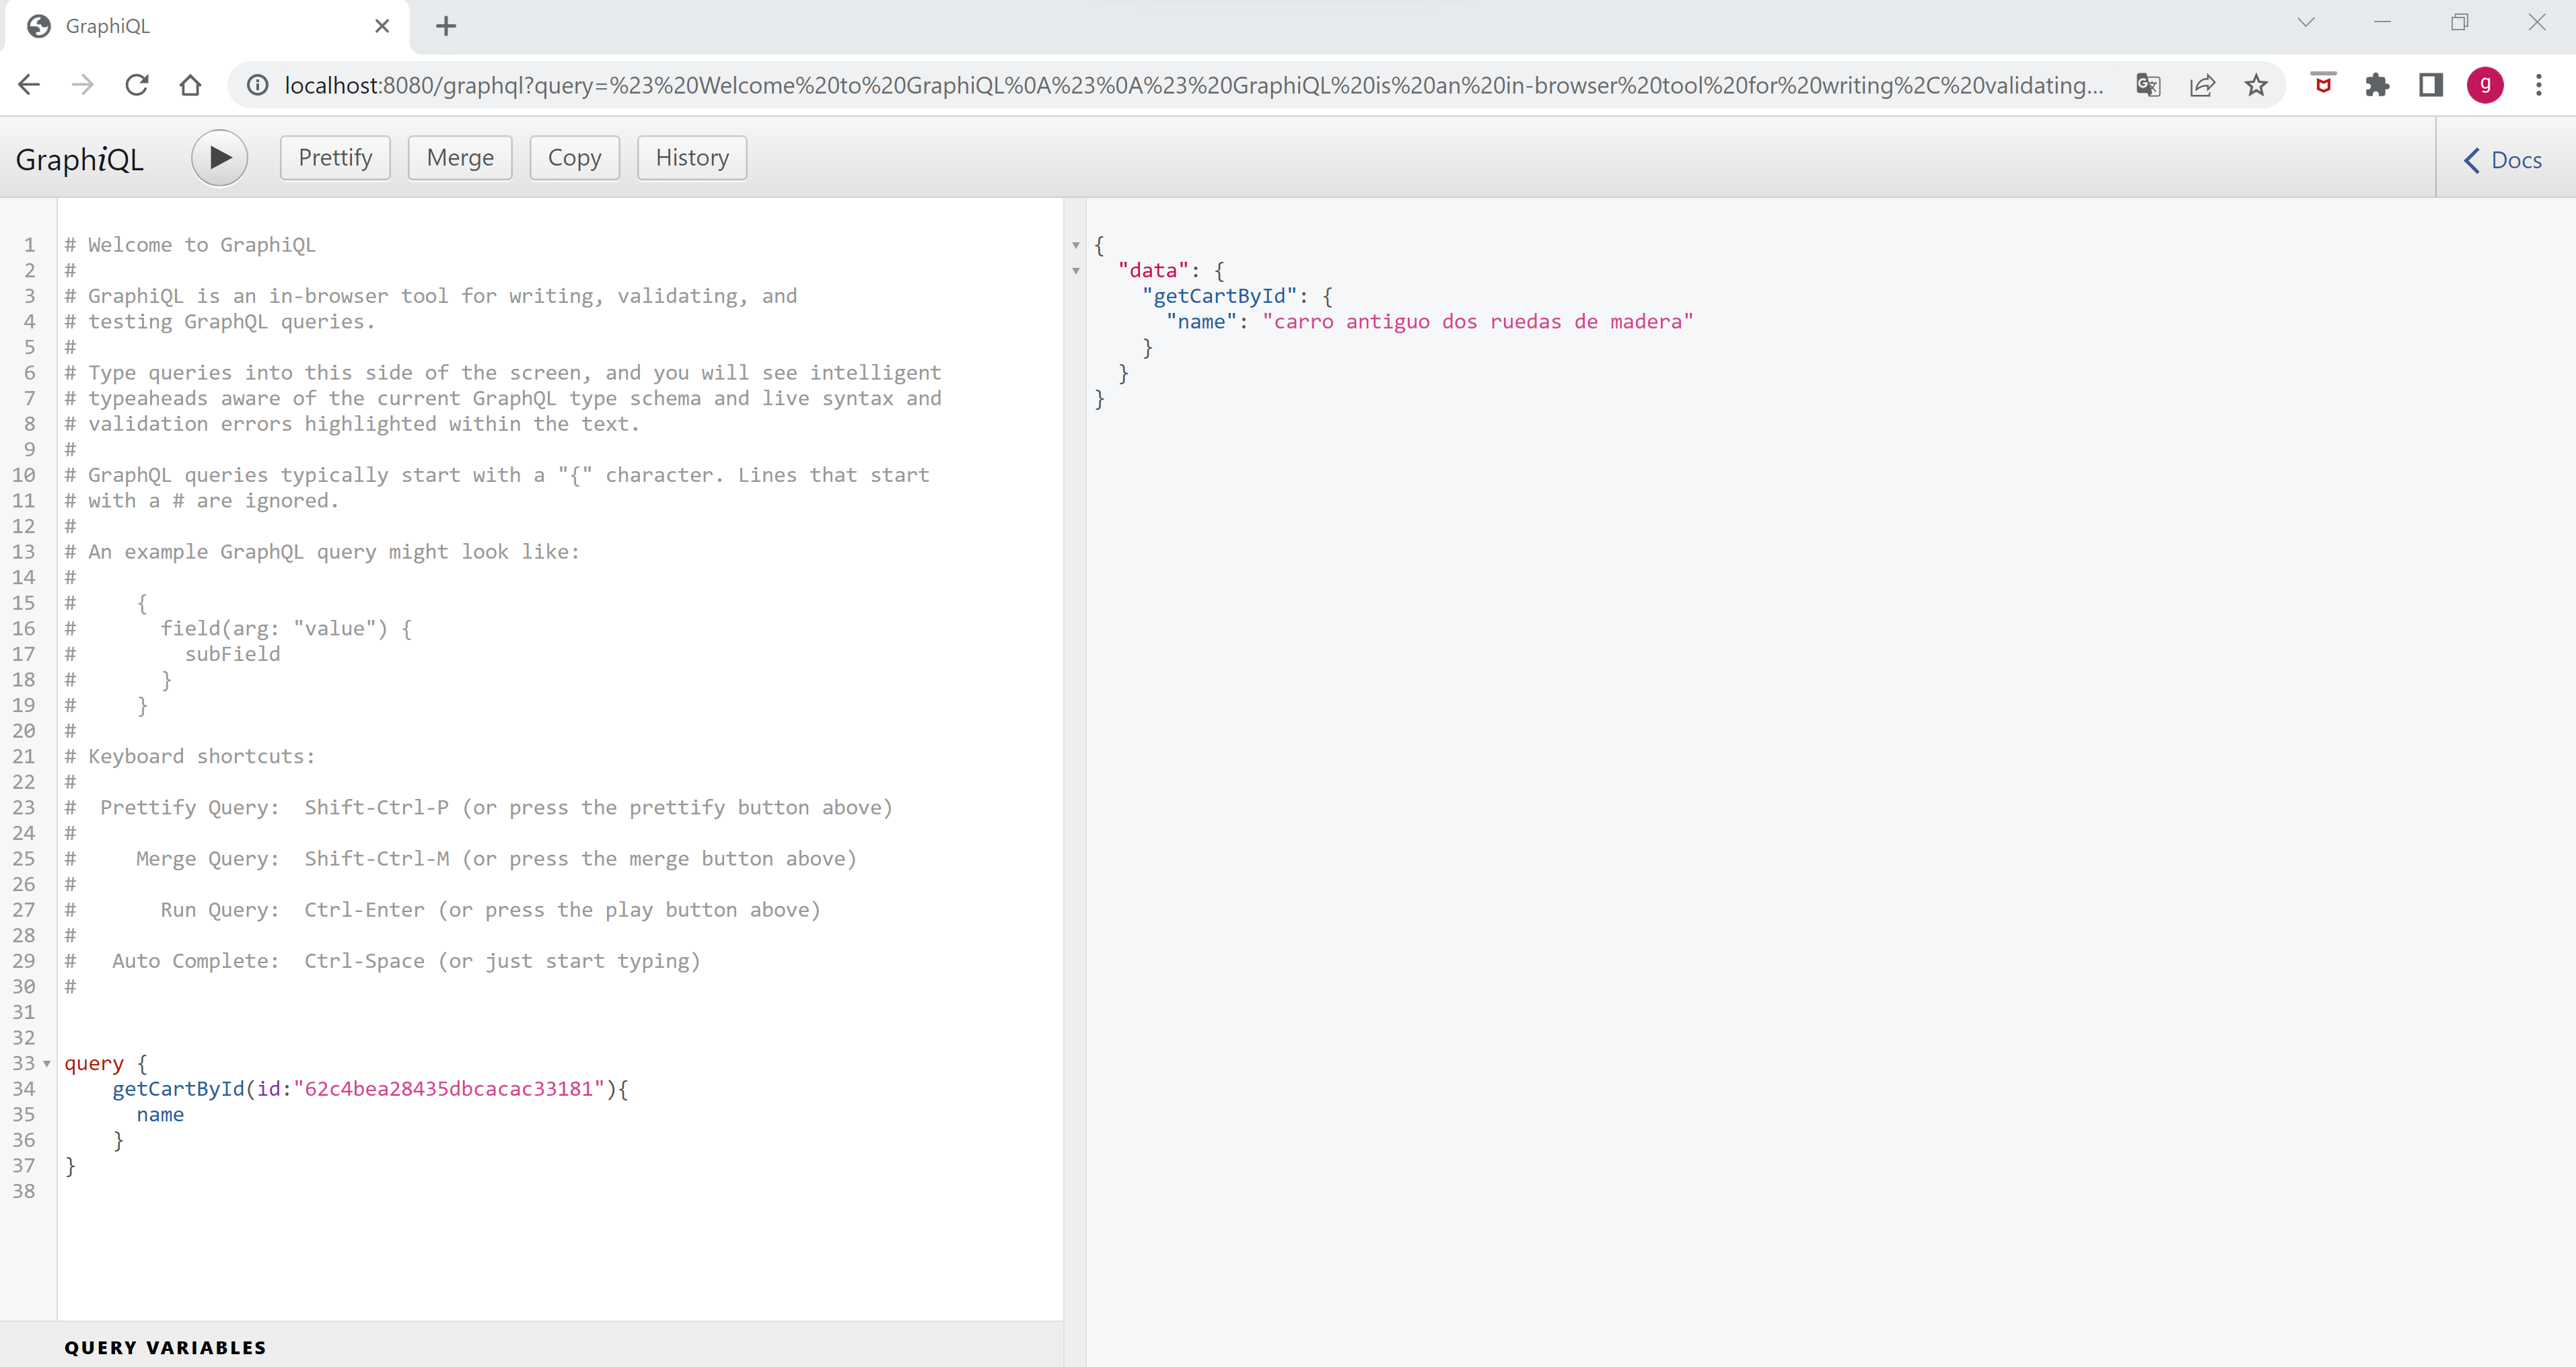 GraphiQL
localhost:8080/graphql?query=%23%20Welcome%20to%20GraphiQL%0A%23%0A%23%20GraphiQL%20is%20an%20in-browser%20tool%20for%20writing%2C%20validating...
g
GraphiQL
Prettify
Merge
Copy
History
Docs
1 # Welcome to GraphiQL
2 #
3 # GraphiQL is an in-browser tool for writing, validating, and
4 # testing GraphQL queries.
5 #
6 # Type queries into this side of the screen, and you will see intelligent
7 # typeaheads aware of the current GraphQL type schema and live syntax and
8 # validation errors highlighted within the text.
9 #
10 # GraphQL queries typically start with a "{" character. Lines that start
11 # with a # are ignored.
12 #
13 # An example GraphQL query might look like:
14 #
15 #     {
16 #       field(arg: "value") {
17 #         subField
18 #       }
19 #     }
20 #
21 # Keyboard shortcuts:
22 #
23 #  Prettify Query:  Shift-Ctrl-P (or press the prettify button above)
24 #
25 #     Merge Query:  Shift-Ctrl-M (or press the merge button above)
26 #
27 #       Run Query:  Ctrl-Enter (or press the play button above)
28 #
29 #   Auto Complete:  Ctrl-Space (or just start typing)
30 #
31
32
33 query {
34     getCartById(id:"62c4bea28435dbcacac33181"){
35       name
36     }
37 }
38
QUERY VARIABLES
{
  "data": {
    "getCartById": {
      "name": "carro antiguo dos ruedas de madera"
    }
  }
}